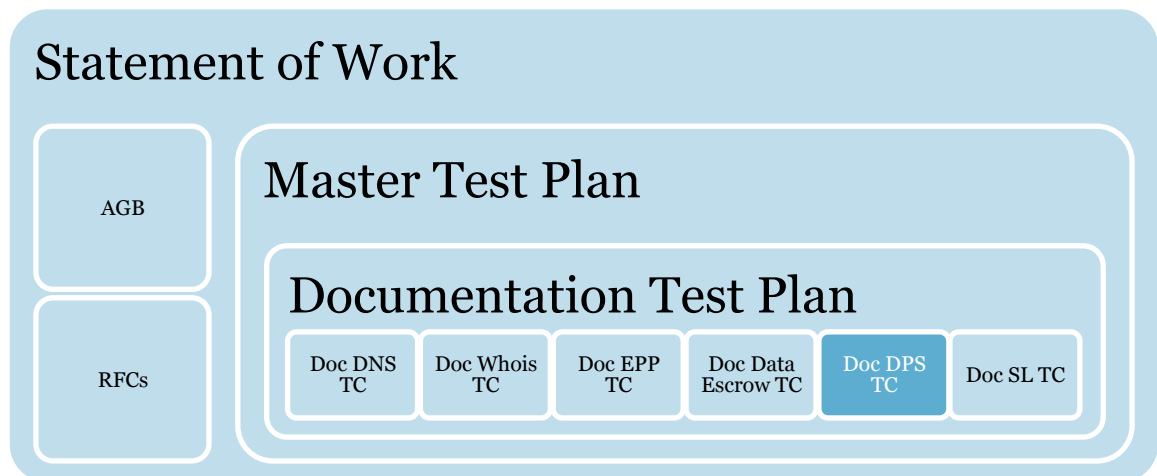 Statement of Work
AGB
RFCs
Master Test Plan
Documentation Test Plan
Doc DNS
TC
Doc Whois
TC
Doc EPP
TC
Doc Data
Escrow TC
Doc DPS
TC
Doc SL TC